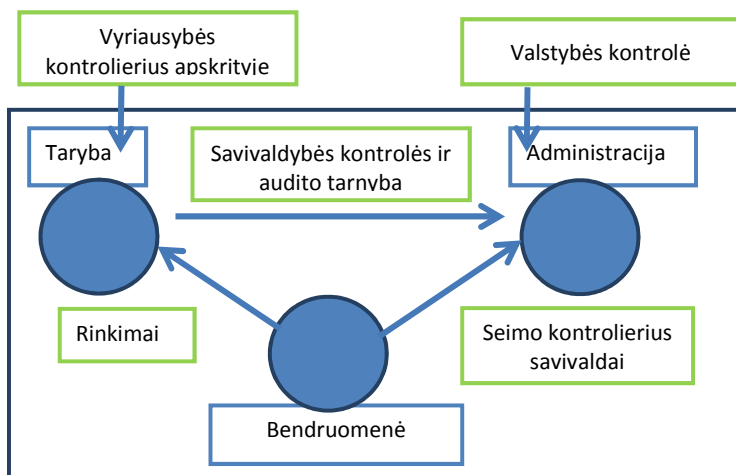 Vyriausybės
kontrolierius apskrityje
Valstybės kontrolė
Taryba
Savivaldybės kontrolės ir
audito tarnyba
Administracija
Rinkimai
Seimo kontrolierius
savivaldai
Bendruomenė